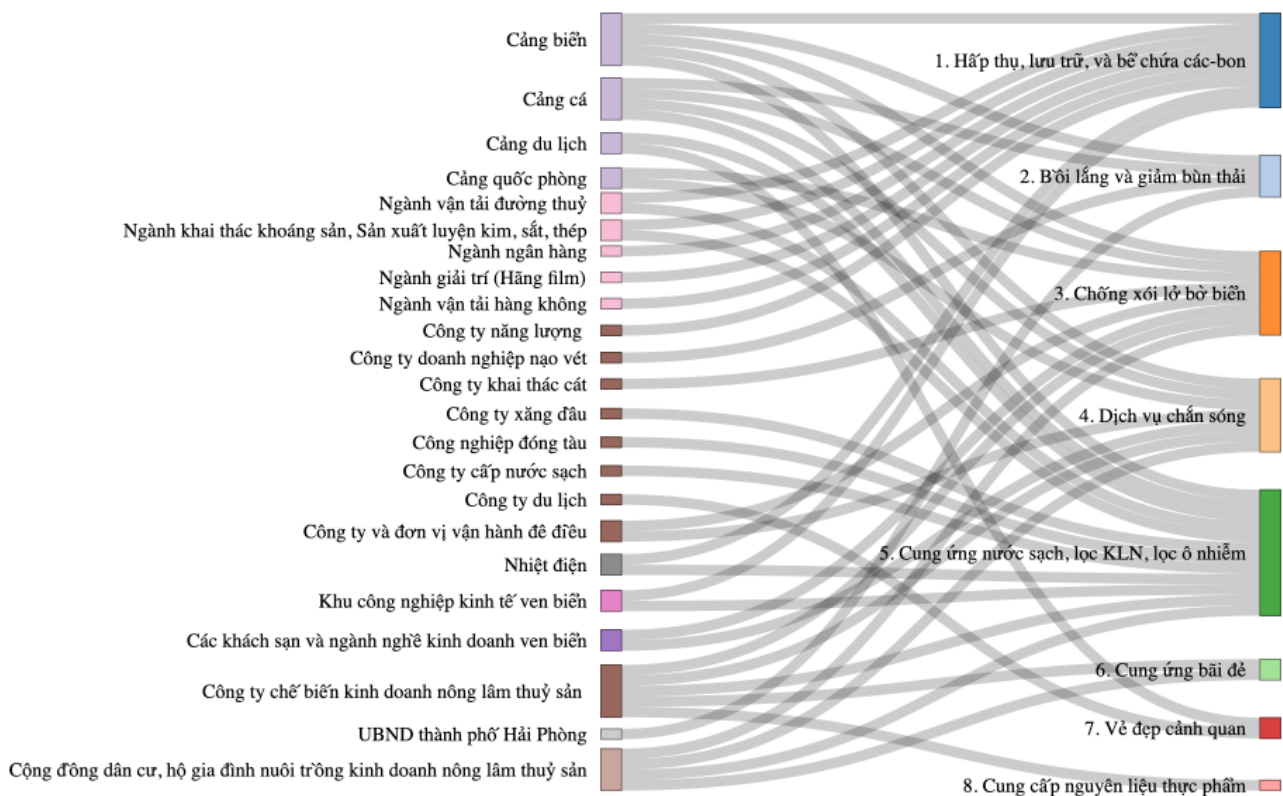 Cảng biển
Cảng cá
Cảng du lịch
Cảng quốc phòng
Ngành vận tải đường thuỷ
Ngành khai thác khoáng sản, Sản xuất luyện kim, sắt, thép
Ngành ngân hàng
Ngành giải trí (Hãng film)
Ngành vận tải hàng không
Công ty năng lượng
Công ty doanh nghiệp nạo vét
Công ty khai thác cát
Công ty xăng dầu
Công nghiệp đóng tàu
Công ty cấp nước sạch
Công ty du lịch
Công ty và đơn vị vận hành đê điều
Nhiệt điện
Khu công nghiệp kinh tế ven biển
Các khách sạn và ngành nghề kinh doanh ven biển
Công ty chế biến kinh doanh nông lâm thuỷ sản
UBND thành phố Hải Phòng
Cộng đồng dân cư, hộ gia đình nuôi trồng kinh doanh nông lâm thuỷ sản
1. Hấp thụ, lưu trữ, và bể chứa các-bon
2. Bồi lắng và giảm bùn thải
3. Chống xói lở bờ biển
4. Dịch vụ chắn sóng
5. Cung ứng nước sạch, lọc KLN, lọc ô nhiễm
6. Cung ứng bãi đẻ
7. Vẻ đẹp cảnh quan
8. Cung cấp nguyên liệu thực phẩm